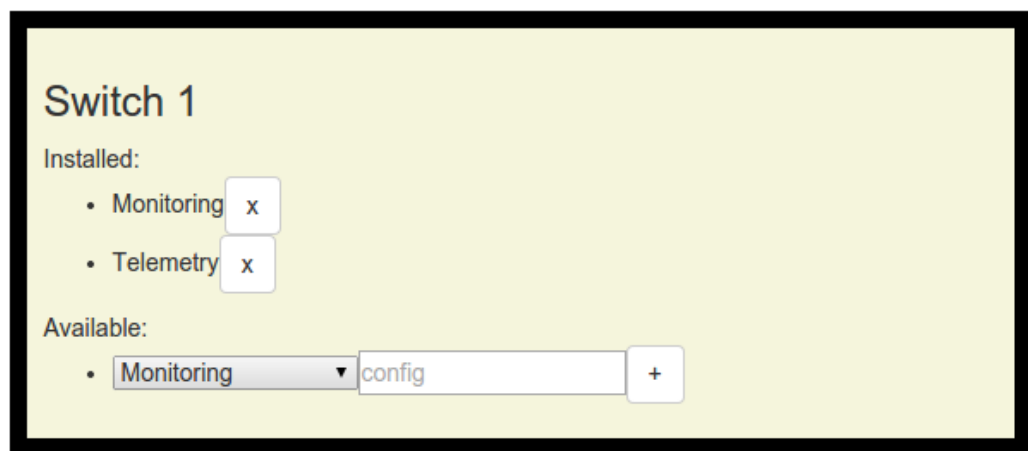 Switch 1
Installed:
• Monitoring x
• Telemetry x
Available:
• Monitoring ▼ config +